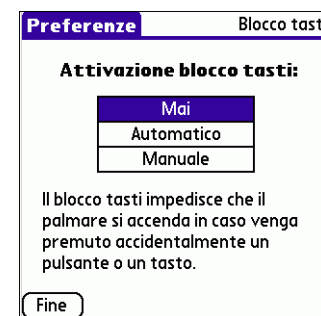 Preferenze Blocco tast
Attivazione blocco tasti:
Mai
Automatico
Manuale
Il blocco tasti impedisce che il
palmare si accenda in caso venga
premuto accidentalmente un
pulsante o un tasto.
Fine